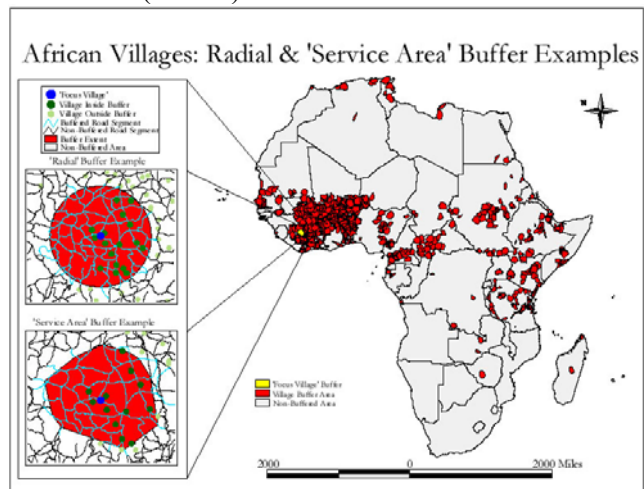 African Villages: Radial & 'Service Area' Buffer Examples
'Focus Village'
Village Inside Buffer
Village Outside Buffer
Buffered Road Segment
Non-Buffered Road Segment
Buffer Extent
Non-Buffered Area
'Radial' Buffer Example
'Service Area' Buffer Example
N
'Focus Village' Buffer
Village Buffer Area
Non-Buffered Area
2000 0 2000 Miles